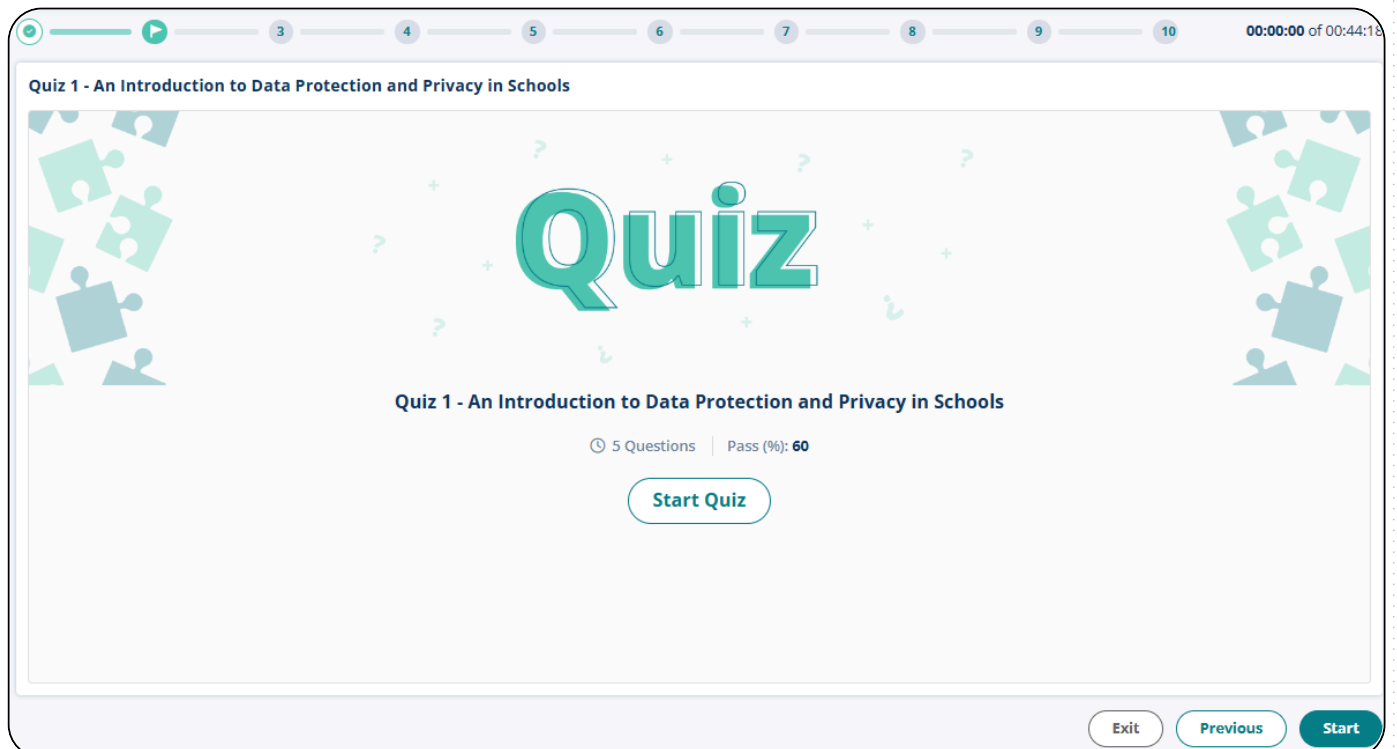 3 4 5 6 7 8 9 10 00:00:00 of 00:44:18
Quiz 1 - An Introduction to Data Protection and Privacy in Schools
Quiz
Quiz 1 - An Introduction to Data Protection and Privacy in Schools
5 Questions Pass (%): 60
Start Quiz
Exit Previous Start